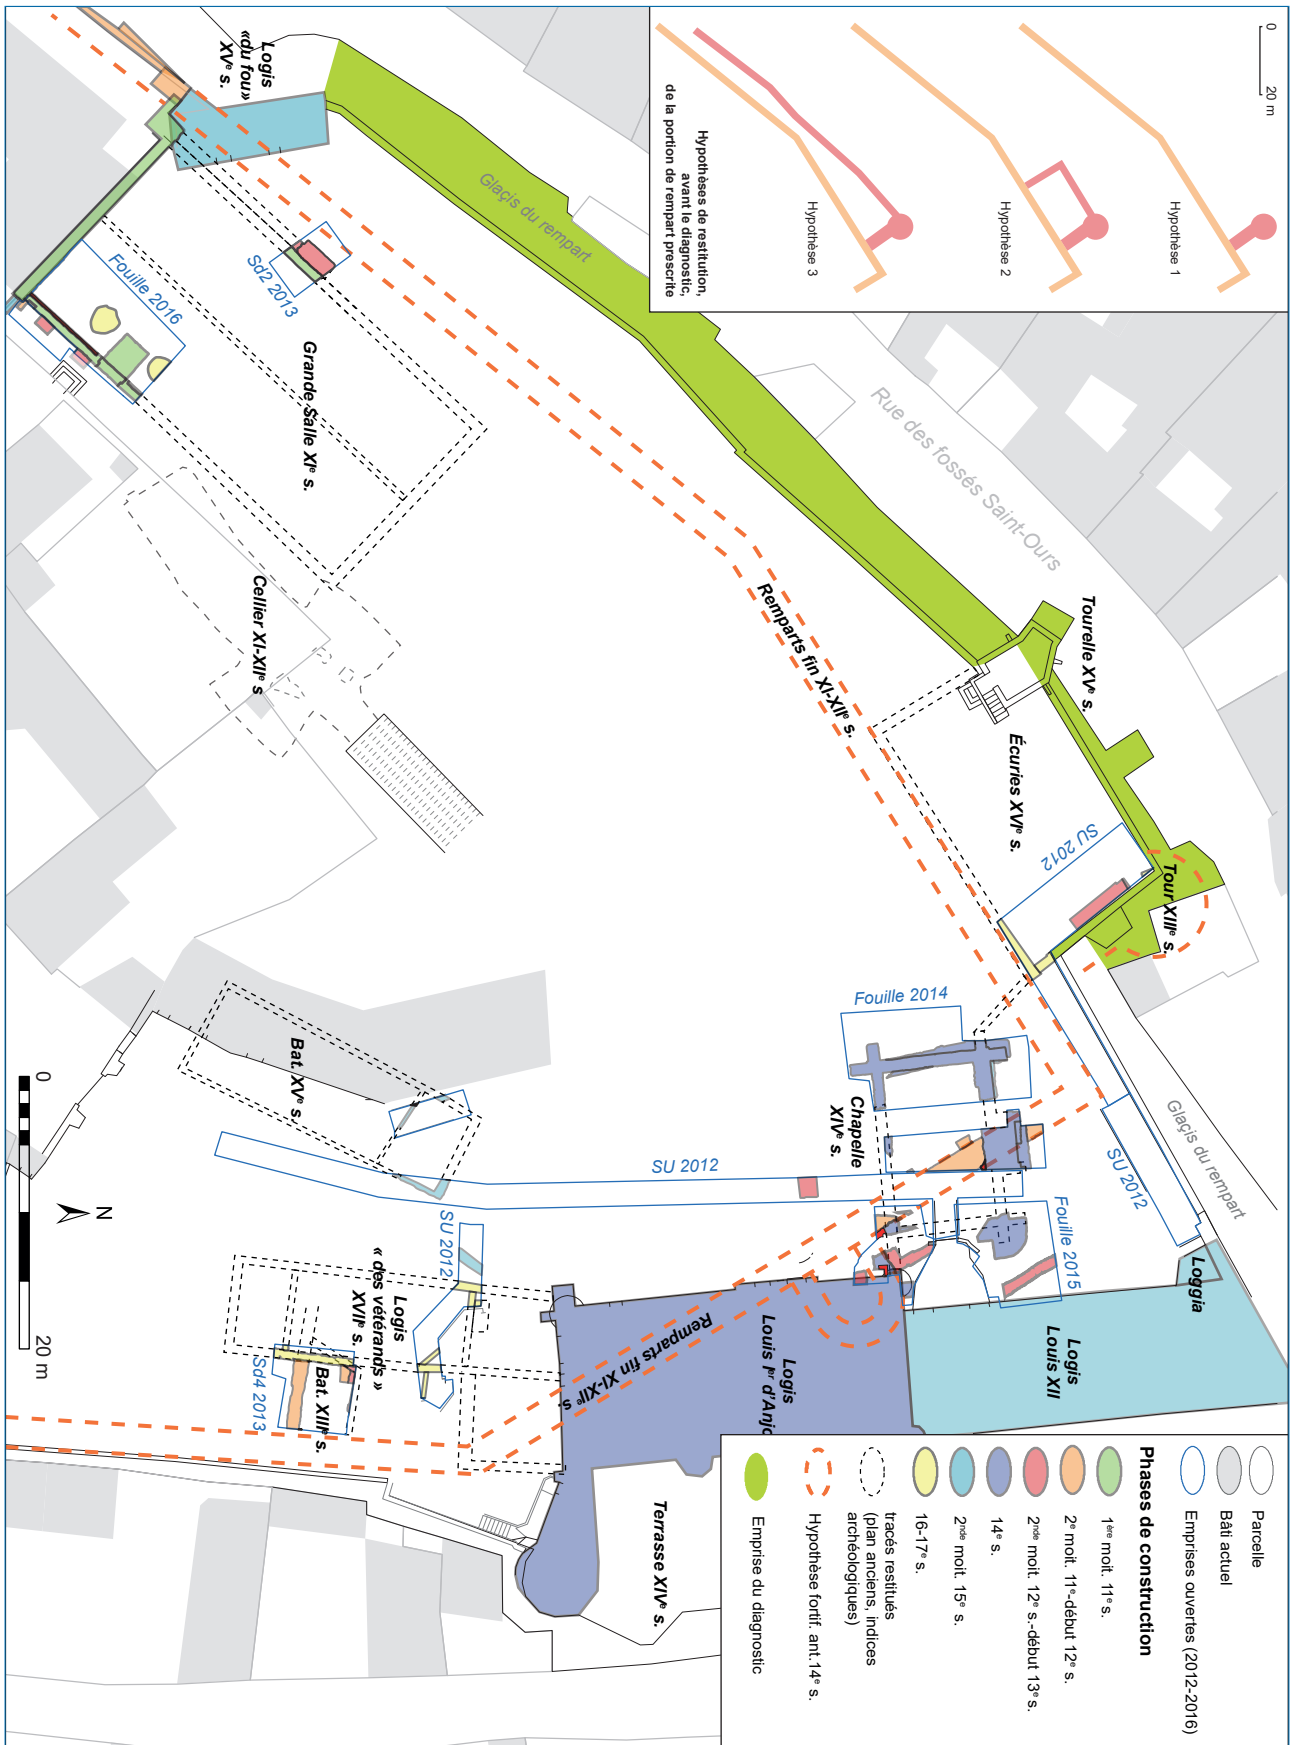 0
20 m
Hypothèse 1
Hypothèse 2
Hypothèse 3
Hypothèses de restitution,
avant le diagnostic,
de la portion de rempart prescrite
Logis
«du fou»
XVᵉ s.
Glaçis du rempart
Rue des fossés Saint-Ours
Sd2 2013
Fouille 2016
Grande Salle XIᵉ s.
Cellier XI-XIIᵉ s
Remparts fin XI-XIIᵉ s.
Tourelle XVᵉ s.
Écuries XVIᵉ s.
SU 2012
Tour XIIIᵉ s.
Glaçis du rempart
SU 2012
Fouille 2014
Chapelle
XIVᵉ s.
Fouille 2015
SU 2012
Bat. XVᵉ s.
SU 2012
Logis
« des vétérands »
XVIIᵉ s.
Bat. XIIIᵉ s.
Sd4 2013
Remparts fin XI-XIIᵉ s.
Logis
Louis Iᵉʳ d'Anjo
Logis
Louis XII
Loggia
Terrasse XIVᵉ s.
N
0
20 m
Parcelle
Bâti actuel
Emprises ouvertes (2012-2016)
Phases de construction
1ᵉʳᵉ moit. 11ᵉ s.
2ᵉ moit. 11ᵉ-début 12ᵉ s.
2ⁿᵈᵉ moit. 12ᵉ s.-début 13ᵉ s.
14ᵉ s.
2ⁿᵈᵉ moit. 15ᵉ s.
16-17ᵉ s.
tracés restitués
(plan anciens, indices
archéologiques)
Hypothèse fortif. ant.14ᵉ s.
Emprise du diagnostic